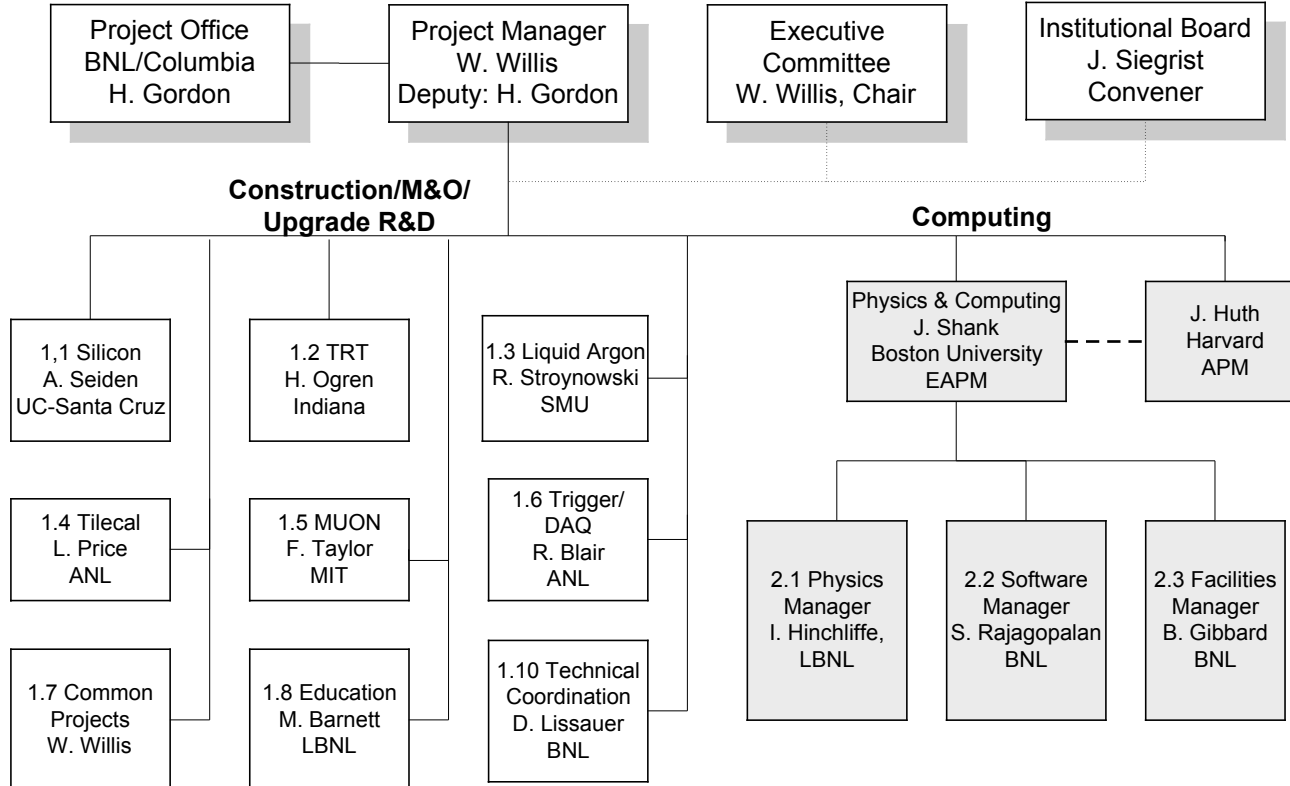 Project Office
BNL/Columbia
H. Gordon
Project Manager
W. Willis
Deputy: H. Gordon
Executive
Committee
W. Willis, Chair
Institutional Board
J. Siegrist
Convener
Construction/M&O/
Upgrade R&D
Computing
Physics & Computing
J. Shank
Boston University
EAPM
J. Huth
Harvard
APM
1,1 Silicon
A. Seiden
UC-Santa Cruz
1.2 TRT
H. Ogren
Indiana
1.3 Liquid Argon
R. Stroynowski
SMU
1.4 Tilecal
L. Price
ANL
1.5 MUON
F. Taylor
MIT
1.6 Trigger/
DAQ
R. Blair
ANL
2.1 Physics
Manager
I. Hinchliffe,
LBNL
2.2 Software
Manager
S. Rajagopalan
BNL
2.3 Facilities
Manager
B. Gibbard
BNL
1.7 Common
Projects
W. Willis
1.8 Education
M. Barnett
LBNL
1.10 Technical
Coordination
D. Lissauer
BNL